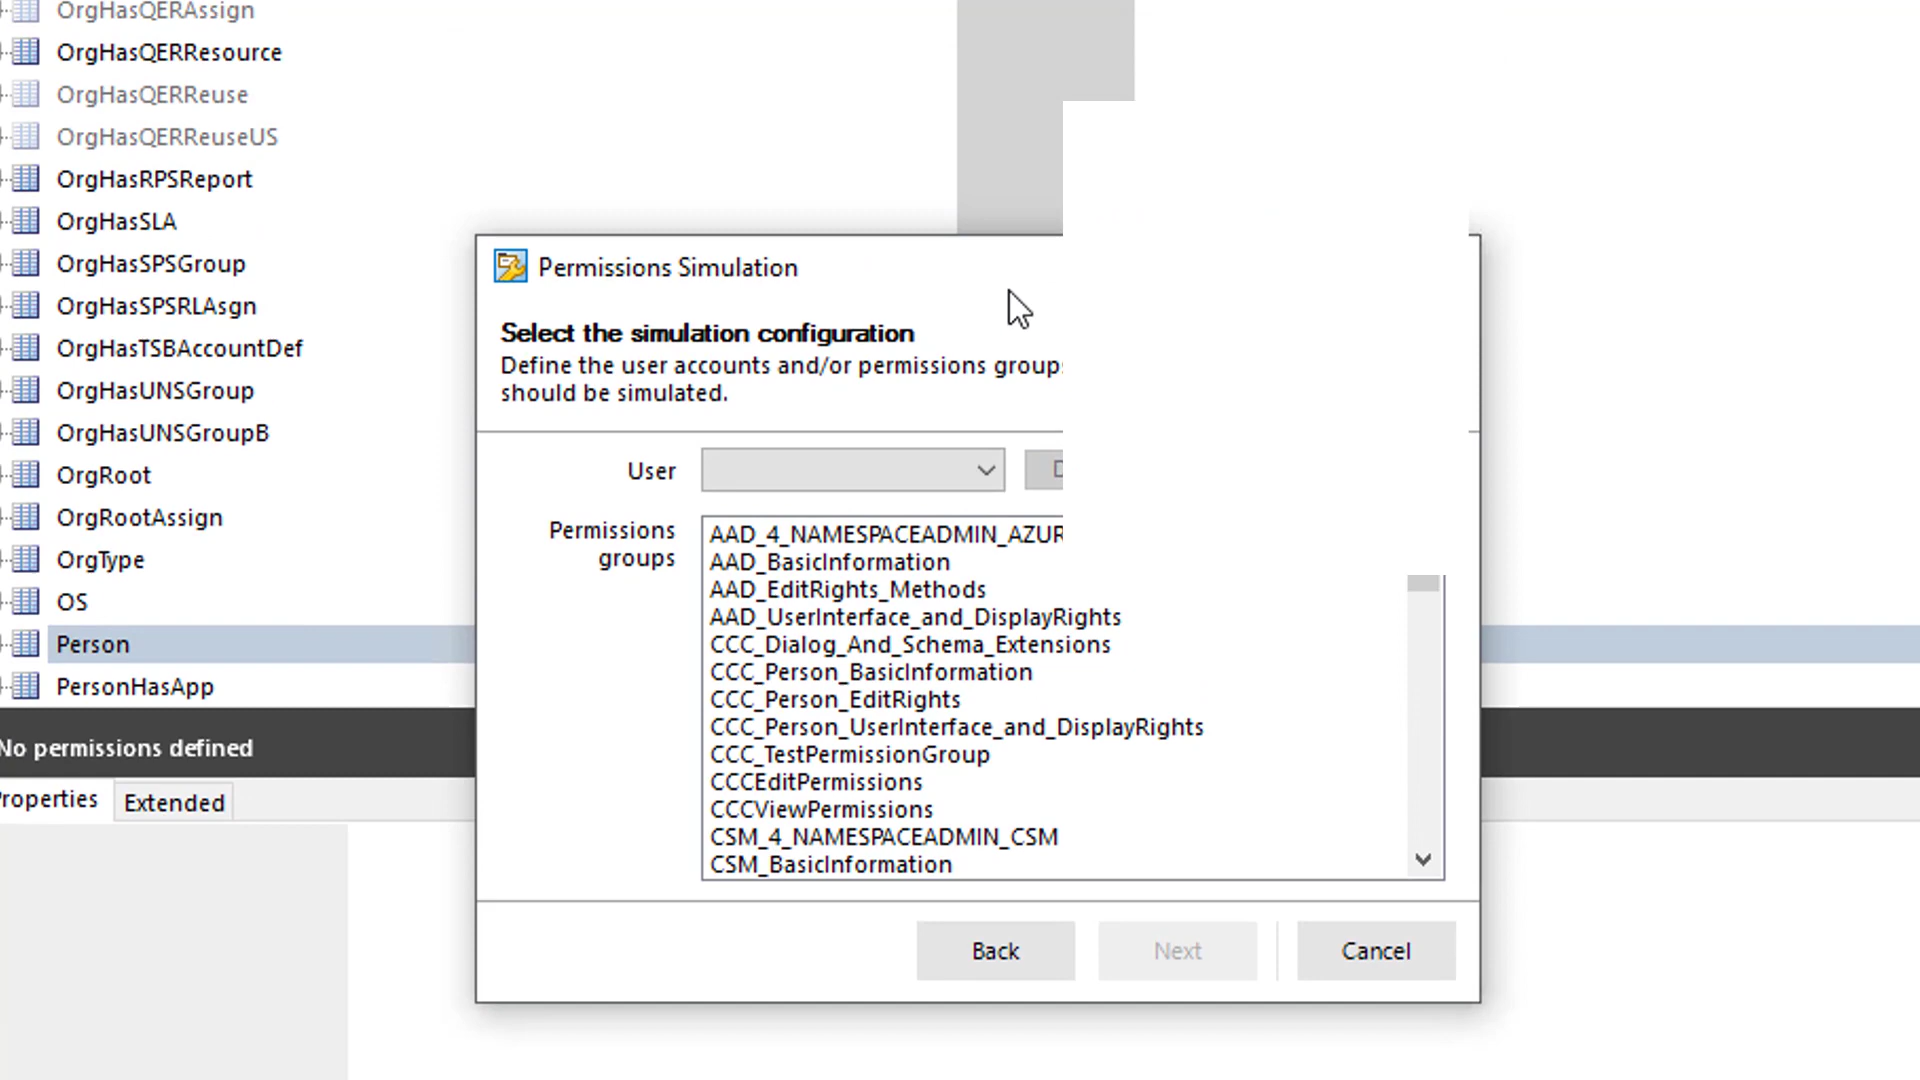 OrgHasQERAssign
OrgHasQERResource
OrgHasQERReuse
OrgHasQERReuseUS
OrgHasRPSReport
OrgHasSLA
OrgHasSPSGroup
OrgHasSPSRLAsgn
OrgHasTSBAccountDef
OrgHasUNSGroup
OrgHasUNSGroupB
OrgRoot
OrgRootAssign
OrgType
OS
Person
PersonHasApp
No permissions defined
Properties
Extended
Permissions Simulation
Select the simulation configuration
Define the user accounts and/or permissions groups
should be simulated.
User
Permissions
groups
AAD_4_NAMESPACEADMIN_AZUR
AAD_BasicInformation
AAD_EditRights_Methods
AAD_UserInterface_and_DisplayRights
CCC_Dialog_And_Schema_Extensions
CCC_Person_BasicInformation
CCC_Person_EditRights
CCC_Person_UserInterface_and_DisplayRights
CCC_TestPermissionGroup
CCCEditPermissions
CCCViewPermissions
CSM_4_NAMESPACEADMIN_CSM
CSM_BasicInformation
Back
Next
Cancel